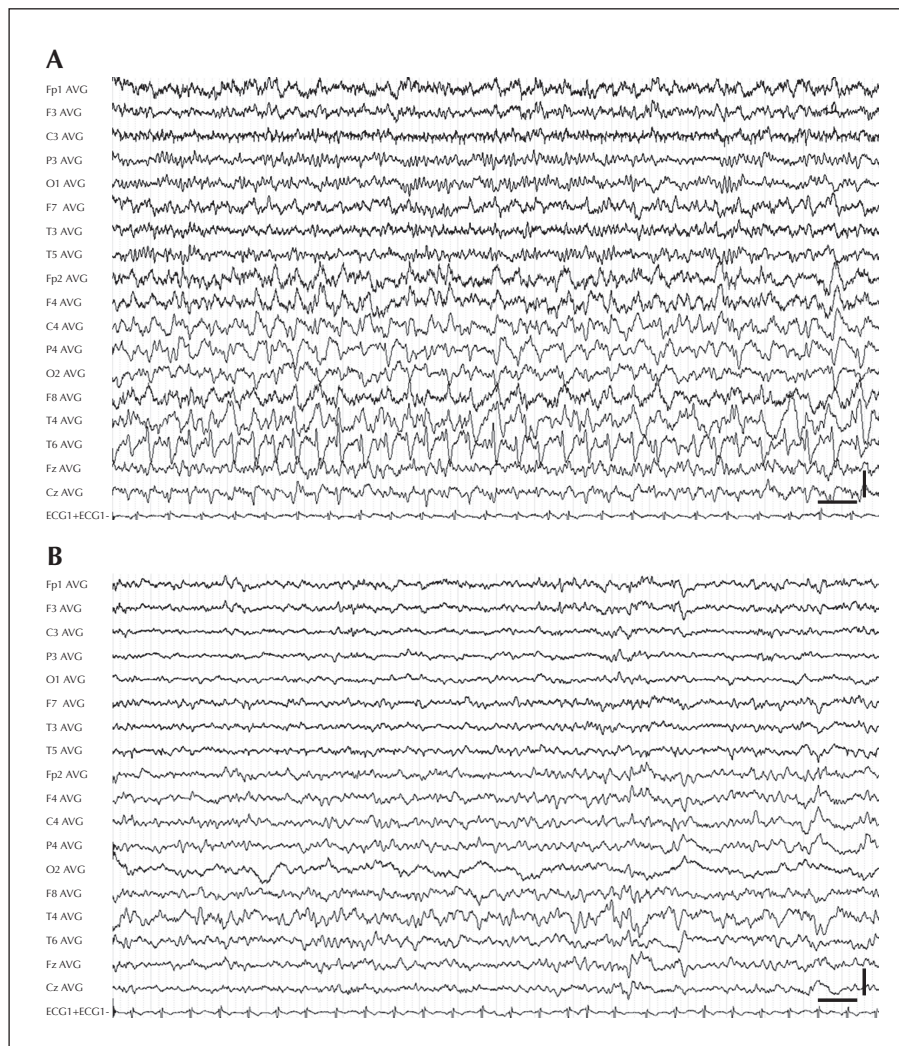 A
Fp1 AVG
F3 AVG
C3 AVG
P3 AVG
O1 AVG
F7 AVG
T3 AVG
T5 AVG
Fp2 AVG
F4 AVG
C4 AVG
P4 AVG
O2 AVG
F8 AVG
T4 AVG
T6 AVG
Fz AVG
Cz AVG
ECG1+ECG1-
B
Fp1 AVG
F3 AVG
C3 AVG
P3 AVG
O1 AVG
F7 AVG
T3 AVG
T5 AVG
Fp2 AVG
F4 AVG
C4 AVG
P4 AVG
O2 AVG
F8 AVG
T4 AVG
T6 AVG
Fz AVG
Cz AVG
ECG1+ECG1-